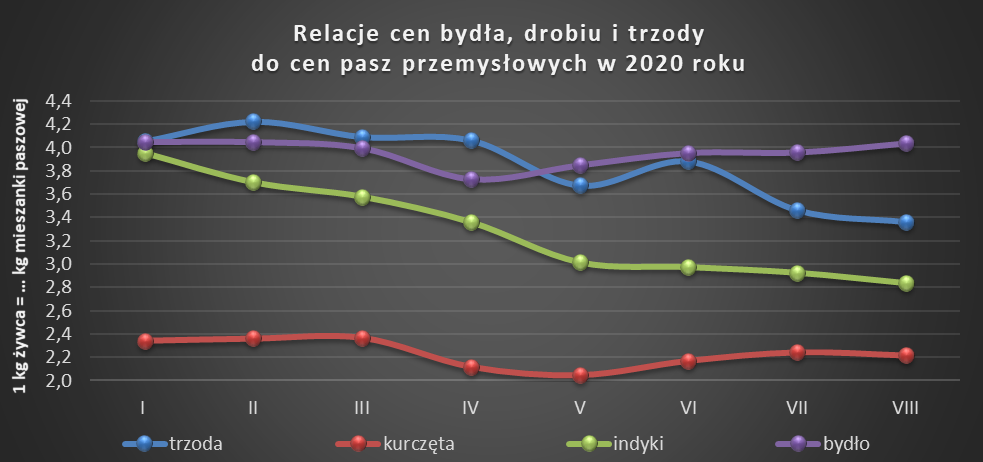 Relacje cen bydła, drobiu i trzody
do cen pasz przemysłowych w 2020 roku
1 kg żywca = ... kg mieszanki paszowej
4,4
4,2
4,0
3,8
3,6
3,4
3,2
3,0
2,8
2,6
2,4
2,2
2,0
I II III IV V VI VII VIII
trzoda kurczęta indyki bydło